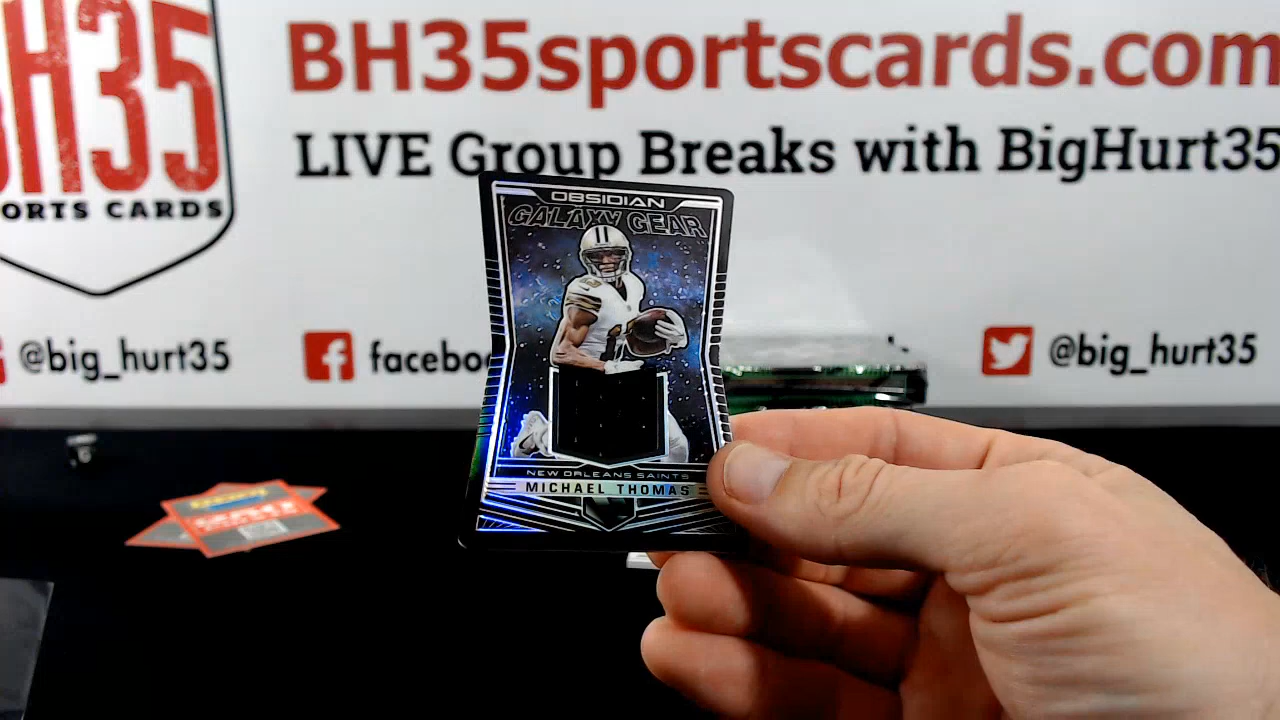 BH35
ORTS CARDS
BH35sportscards.com
LIVE Group Breaks with BigHurt35
@big_hurt35
faceboo
@big_hurt35
OBSIDIAN
GALAXY GEAR
NEW ORLEANS SAINTS
MICHAEL THOMAS